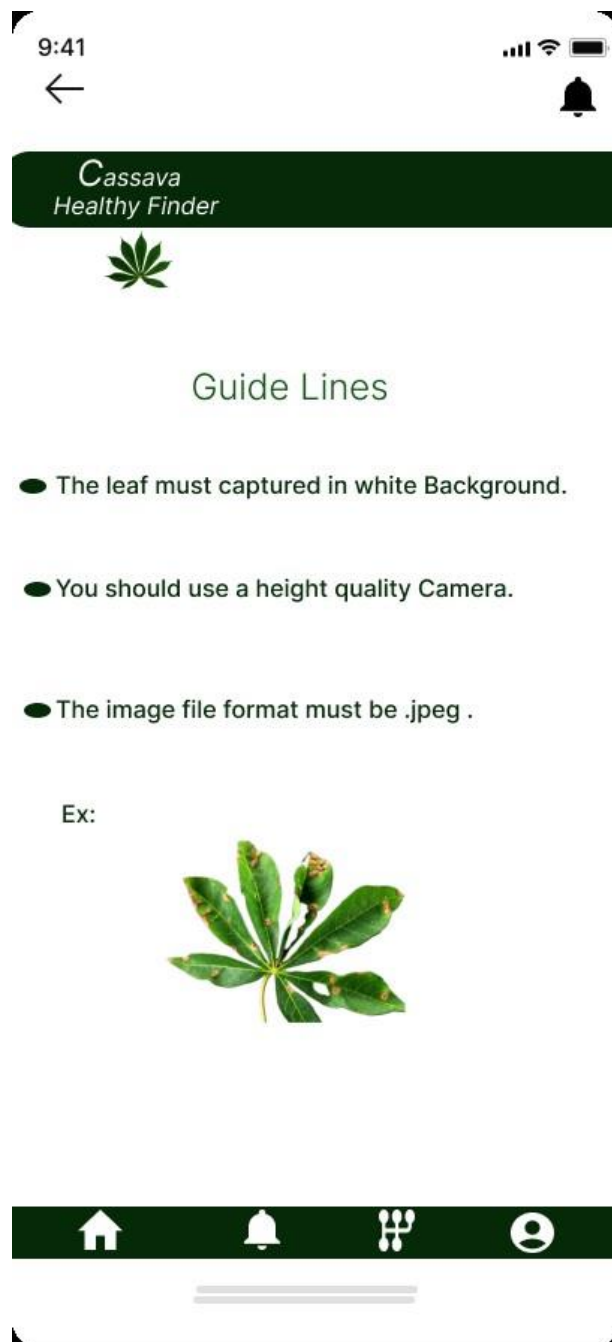 9:41
Cassava
Healthy Finder
Guide Lines
The leaf must captured in white Background.
You should use a height quality Camera.
The image file format must be .jpeg .
Ex: